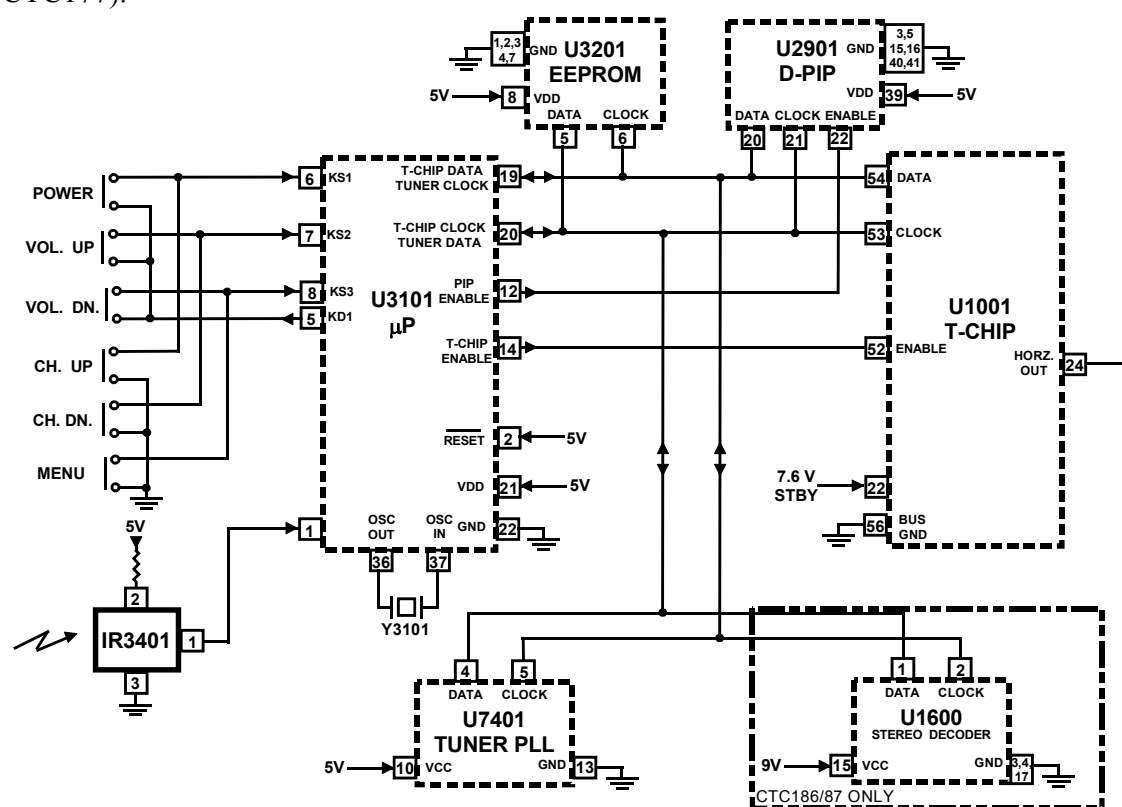 CTC177).
1,2,3
4,7
GND
U3201
EEPROM
5V
8
VDD
DATA
CLOCK
5
6
U2901
D-PIP
GND
3,5
15,16
40,41
VDD
39
5V
DATA CLOCK ENABLE
20
21
22
POWER
VOL. UP
VOL. DN.
CH. UP
CH. DN.
MENU
6
KS1
7
KS2
8
KS3
5
KD1
U3101
µP
T-CHIP DATA
TUNER CLOCK
19
T-CHIP CLOCK
TUNER DATA
20
PIP
ENABLE
12
T-CHIP
ENABLE
14
RESET
2
5V
VDD
21
5V
GND
22
1
OSC
OUT
OSC
IN
36
37
Y3101
54
DATA
53
CLOCK
U1001
T-CHIP
52
ENABLE
HORZ.
OUT
24
7.6 V
STBY
22
56
BUS
GND
5V
2
IR3401
1
3
4
5
DATA
CLOCK
U7401
TUNER PLL
5V
10
VCC
GND
13
1
2
DATA
CLOCK
U1600
STEREO DECODER
9V
15
VCC
GND
3,4,
17
CTC186/87 ONLY